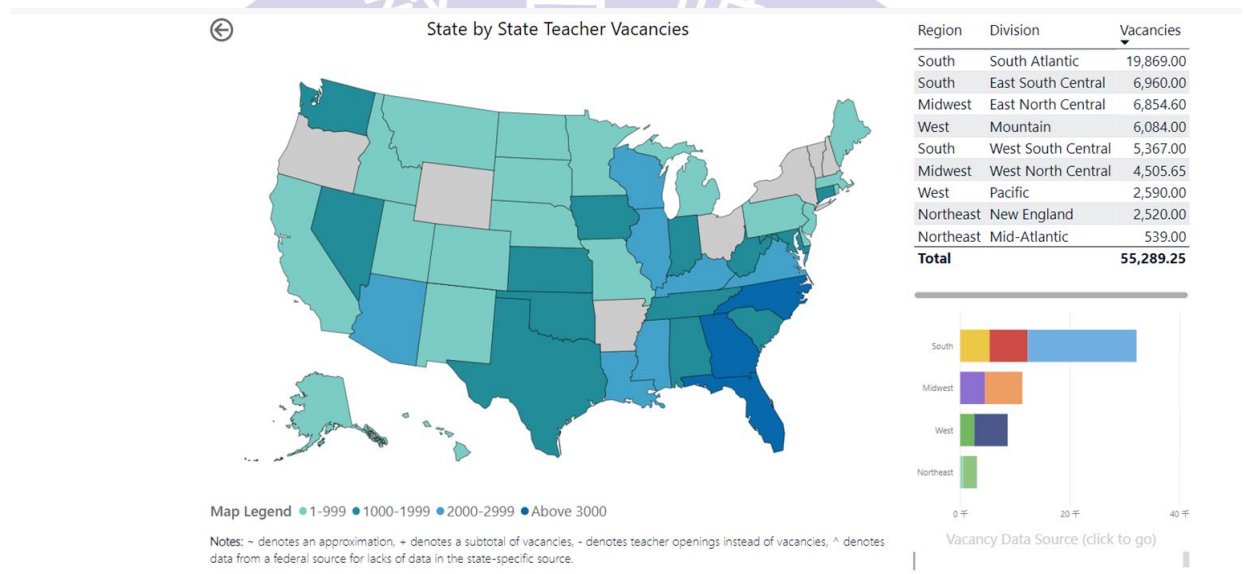 State by State Teacher Vacancies
Region Division Vacancies
South South Atlantic 19,869.00
South East South Central 6,960.00
Midwest East North Central 6,854.60
West Mountain 6,084.00
South West South Central 5,367.00
Midwest West North Central 4,505.65
West Pacific 2,590.00
Northeast New England 2,520.00
Northeast Mid-Atlantic 539.00
Total 55,289.25
South
Midwest
West
Northeast
0 千 20 千 40 千
Map Legend 1-999 1000-1999 2000-2999 Above 3000
Notes: ~ denotes an approximation, + denotes a subtotal of vacancies, - denotes teacher openings instead of vacancies, ^ denotes
data from a federal source for lacks of data in the state-specific source.
Vacancy Data Source (click to go)